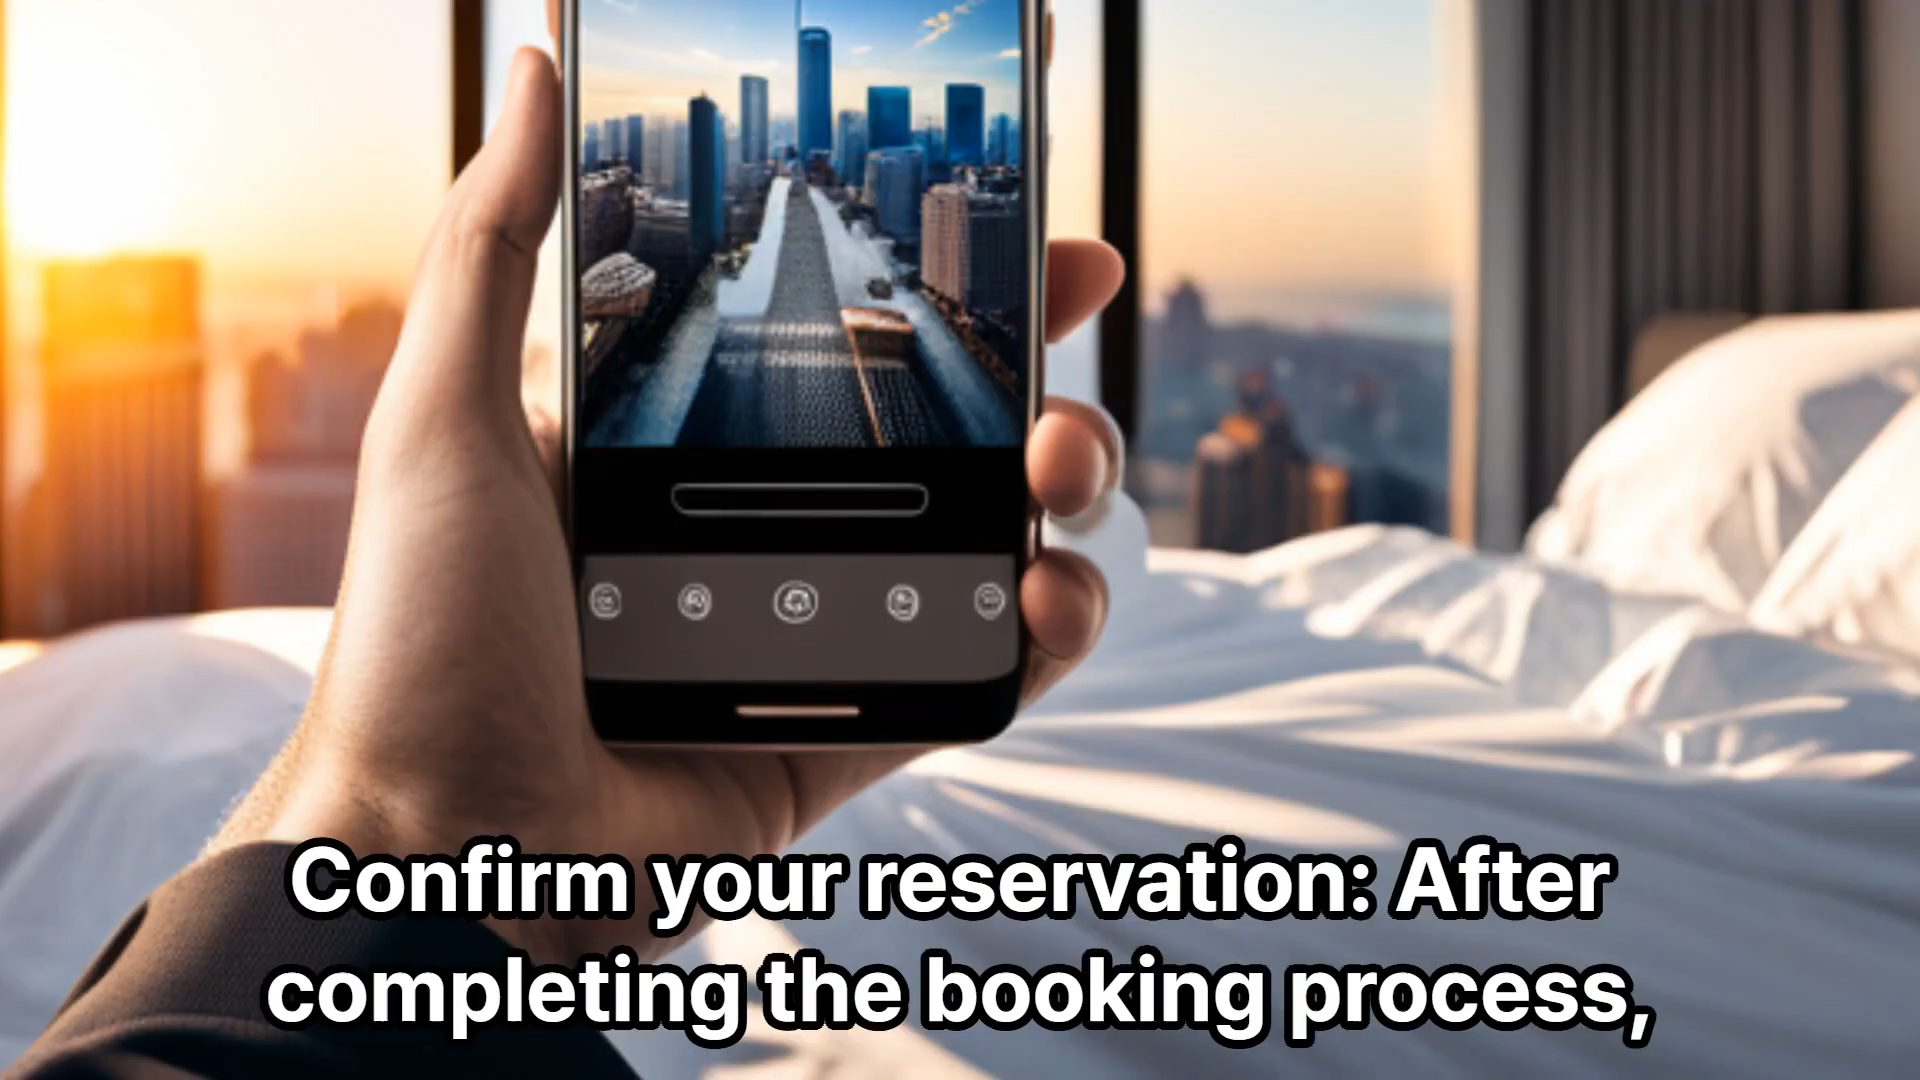 Confirm your reservation: After
completing the booking process,